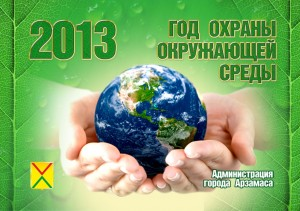 2013
ГОД ОХРАНЫ
ОКРУЖАЮЩЕЙ
СРЕДЫ
Администрация
города Арзамаса